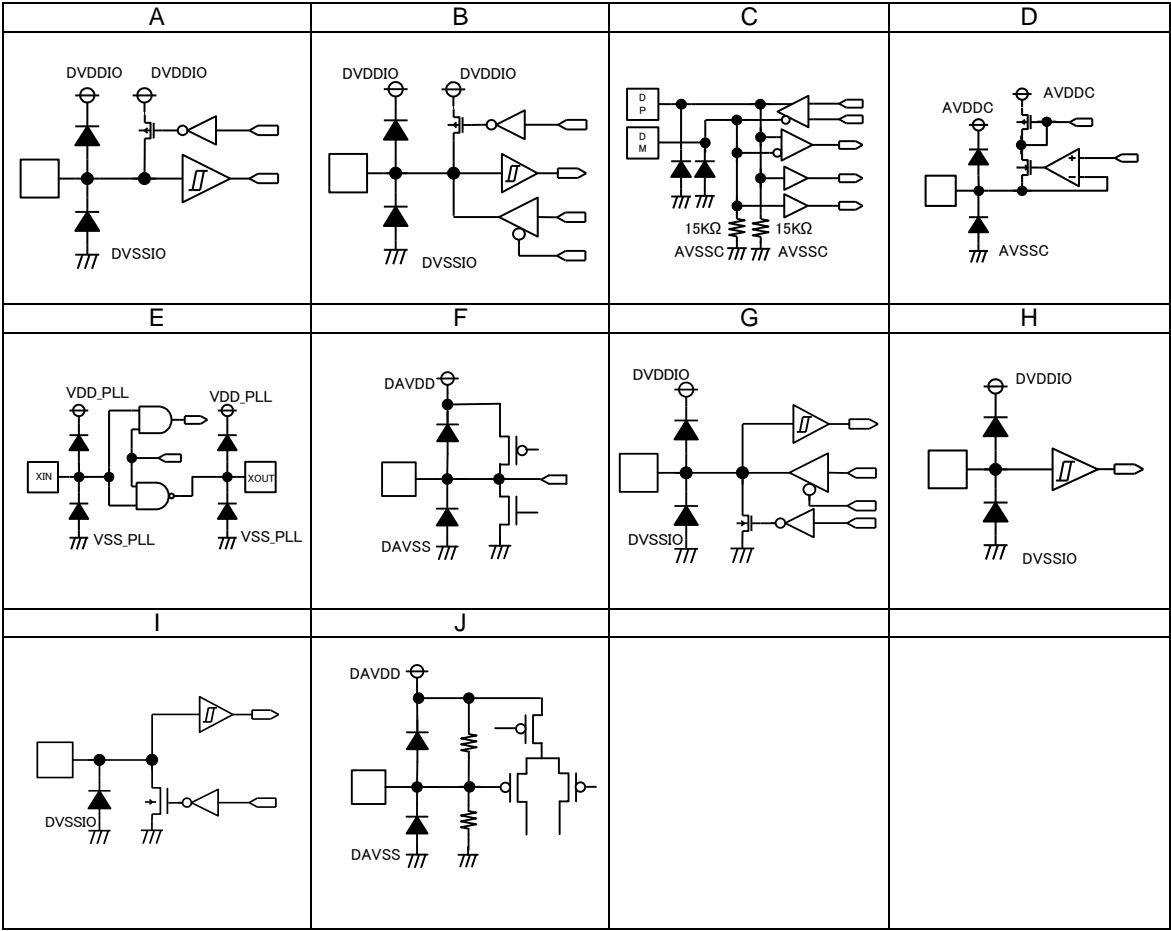 A B C D
DVDDIO DVDDIO
DVSSIO
DVDDIO DVDDIO
DVSSIO
D
P
D
M
15KΩ 15KΩ
AVSSC AVSSC
AVDDC AVDDC
+
−
AVSSC
E F G H
VDD_PLL VDD_PLL
XIN XOUT
VSS_PLL VSS_PLL
DAVDD
DAVSS
DVDDIO
DVSSIO
DVDDIO
DVSSIO
I J
DVSSIO
DAVDD
DAVSS